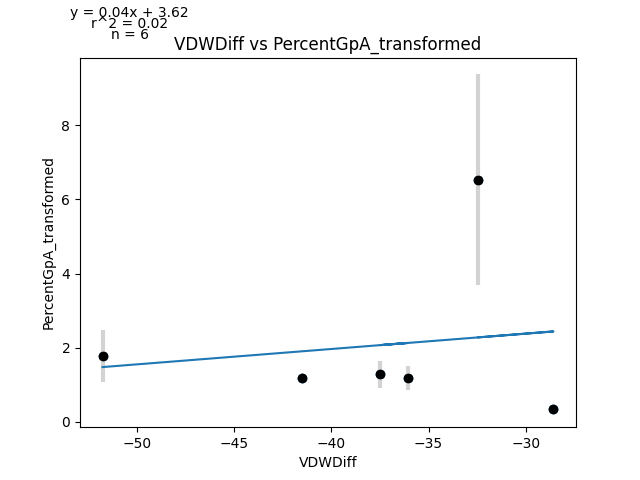 y = 0.04x + 3.62
r^2 = 0.02
n = 6
VDWDiff vs PercentGpA_transformed
PercentGpA_transformed
8
6
4
2
0
−50
−45
−40
−35
−30
VDWDiff